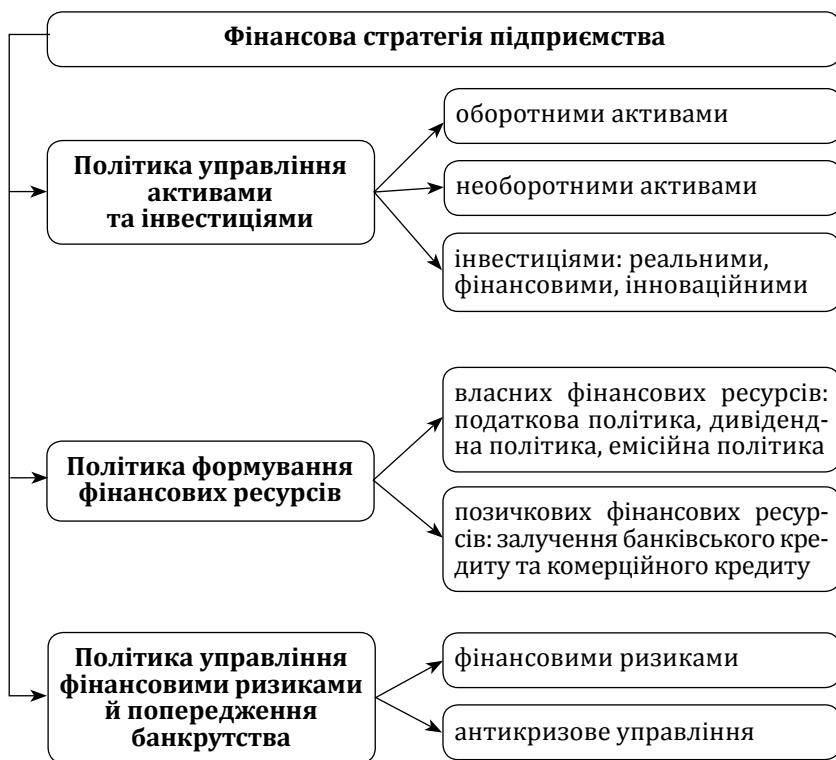 Фінансова стратегія підприємства
Політика управління
активами
та інвестиціями
оборотними активами
необоротними активами
інвестиціями: реальними,
фінансовими, інноваційними
Політика формування
фінансових ресурсів
власних фінансових ресурсів:
податкова політика, дивіденд-
на політика, емісійна політика
позичкових фінансових ресур-
сів: залучення банківського кре-
диту та комерційного кредиту
Політика управління
фінансовими ризиками
й попередження
банкрутства
фінансовими ризиками
антикризове управління